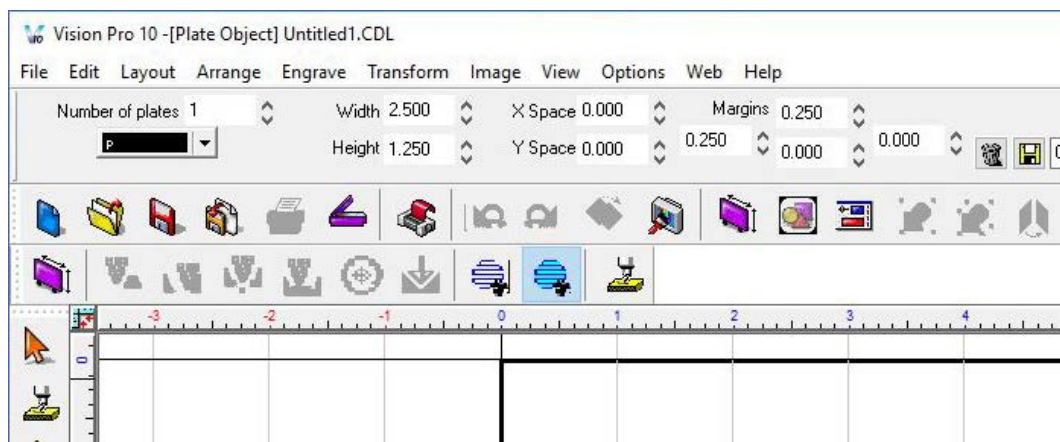 Vision Pro 10 -[Plate Object] Untitled1.CDL
File Edit Layout Arrange Engrave Transform Image View Options Web Help
Number of plates 1 Width 2.500 X Space 0.000 Margins 0.250
P Height 1.250 Y Space 0.000 0.250 0.000 0.000
-3 -2 -1 0 1 2 3 4
0